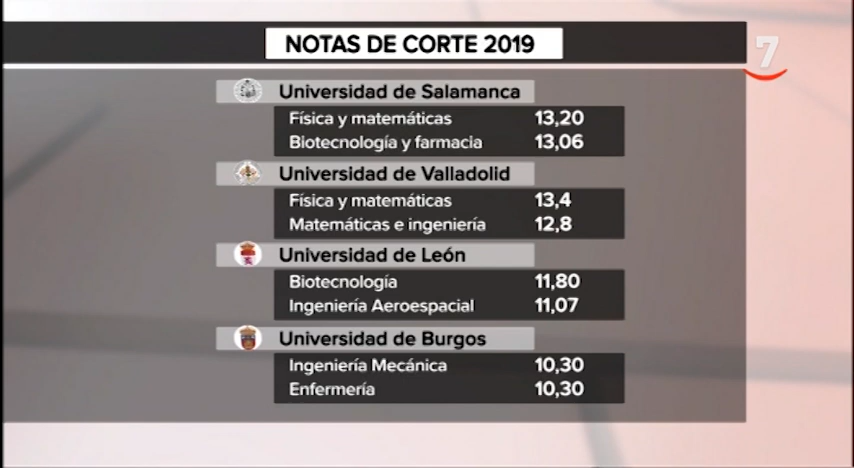 NOTAS DE CORTE 2019
7
Universidad de Salamanca
Física y matemáticas 13,20
Biotecnología y farmacia 13,06
Universidad de Valladolid
Física y matemáticas 13,4
Matemáticas e ingeniería 12,8
Universidad de León
Biotecnología 11,80
Ingeniería Aeroespacial 11,07
Universidad de Burgos
Ingeniería Mecánica 10,30
Enfermería 10,30